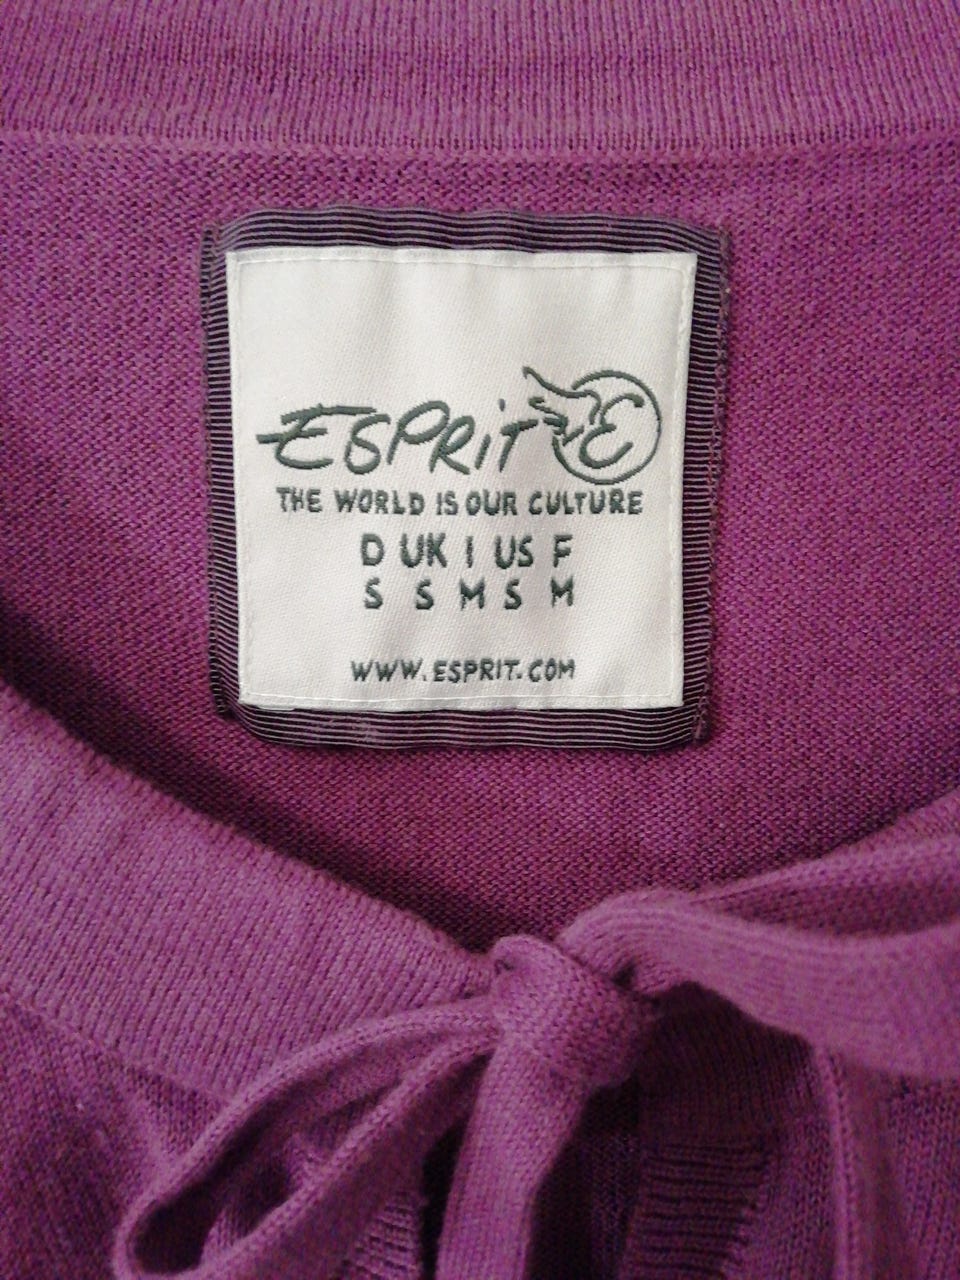 ESPRIT E
THE WORLD IS OUR CULTURE
D UK I US F
S S M S M
WWW.ESPRIT.COM